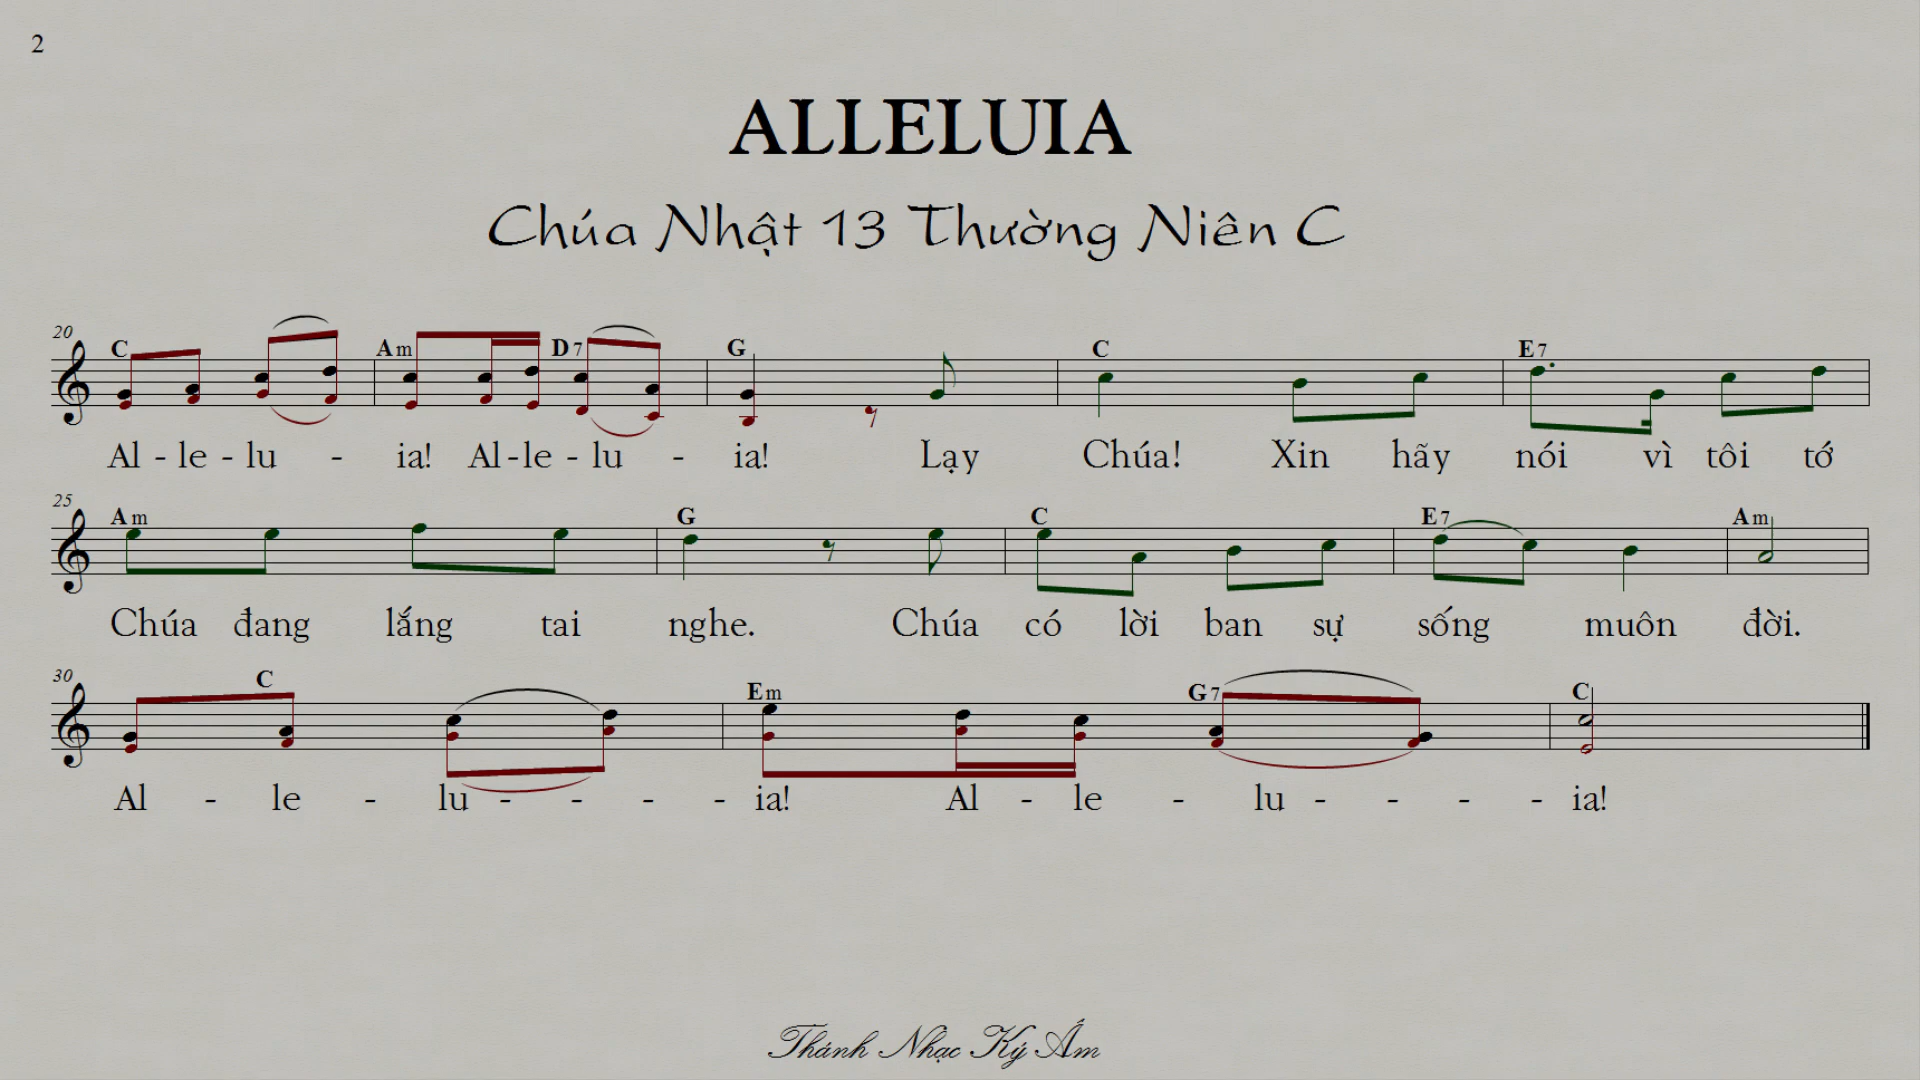 2
ALLELUIA
Chúa Nhật 13 Thường Niên C
20 C Am D7 G C E7
Al - le - lu - ia! Al - le - lu - ia! Lạy Chúa! Xin hãy nói vì tôi tớ
25 Am G C E7 Am
Chúa đang lắng tai nghe. Chúa có lời ban sự sống muôn đời.
30 C Em G7 C
Al - le - lu - - - - ia! Al - le - lu - - - - ia!
Thánh Nhạc Ký Âm